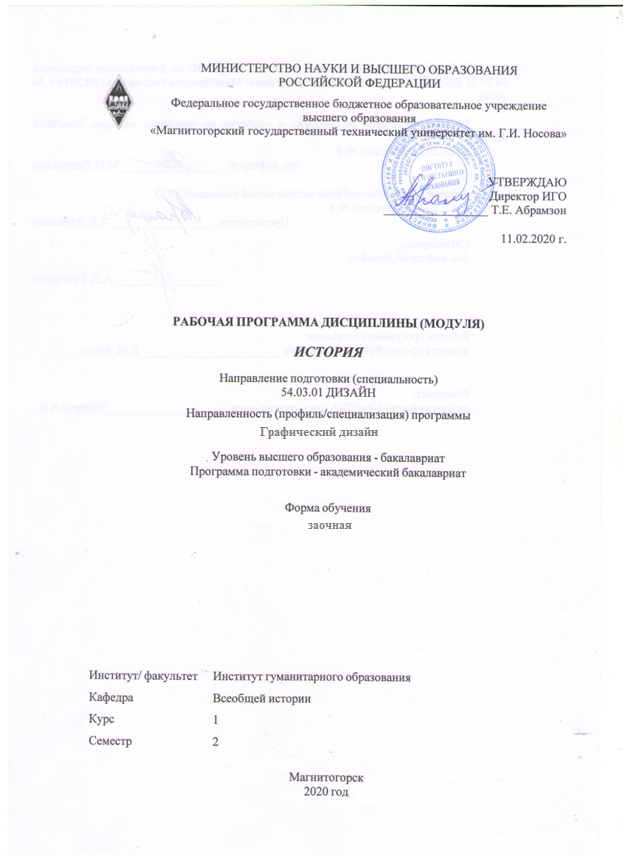 МИНИСТЕРСТВО НАУКИ И ВЫСШЕГО ОБРАЗОВАНИЯ
РОССИЙСКОЙ ФЕДЕРАЦИИ
Федеральное государственное бюджетное образовательное учреждение
высшего образования
«Магнитогорский государственный технический университет им. Г.И. Носова»
УТВЕРЖДАЮ
Директор ИГО
Т.Е. Абрамзон
11.02.2020 г.
РАБОЧАЯ ПРОГРАММА ДИСЦИПЛИНЫ (МОДУЛЯ)
ИСТОРИЯ
Направление подготовки (специальность)
54.03.01 ДИЗАЙН
Направленность (профиль/специализация) программы
Графический дизайн
Уровень высшего образования - бакалавриат
Программа подготовки - академический бакалавриат
Форма обучения
заочная
Институт/ факультет Институт гуманитарного образования
Кафедра Всеобщей истории
Курс 1
Семестр 2
Магнитогорск
2020 год